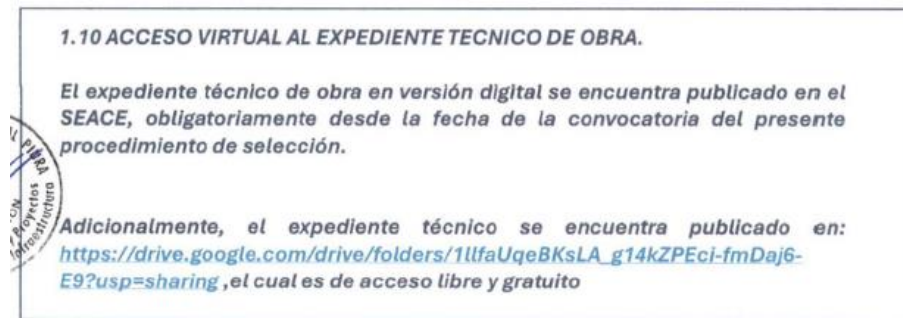 1.10 ACCESO VIRTUAL AL EXPEDIENTE TECNICO DE OBRA.
El expediente técnico de obra en versión digital se encuentra publicado en el
SEACE, obligatoriamente desde la fecha de la convocatoria del presente
procedimiento de selección.
PIURA
Proyectos
Adicionalmente, el expediente técnico se encuentra publicado en:
https://drive.google.com/drive/folders/1llfaUqeBKsLA_g14kZPEci-fmDaj6-
E9?usp=sharing ,el cual es de acceso libre y gratuito